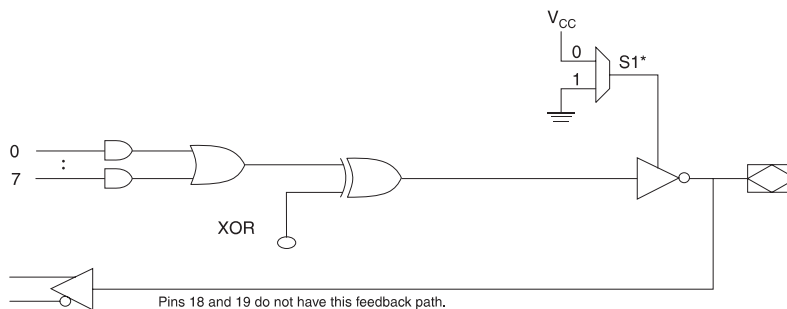 V_CC
0
1
S1*
0
:
7
XOR
Pins 18 and 19 do not have this feedback path.